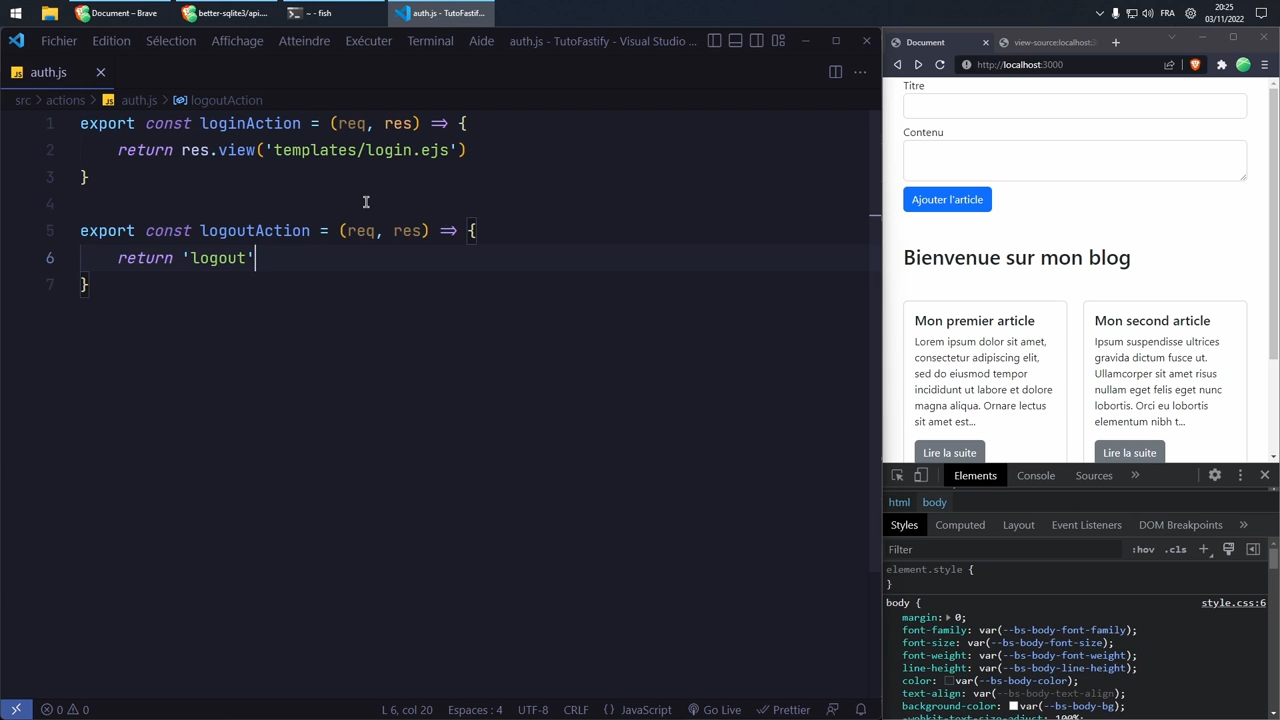 Document – Brave
better-sqlite3/api....
~ - fish
auth.js - TutoFastify...
FRA
20:25
03/11/2022
Fichier Edition Sélection Affichage Atteindre Exécuter Terminal Aide auth.js - TutoFastify - Visual Studio ...
JS auth.js
src > actions > JS auth.js > logoutAction
1 export const loginAction = (req, res) => {
2 return res.view('templates/login.ejs')
3 }
4
5 export const logoutAction = (req, res) => {
6 return 'logout'
7 }
0 0
L 6, col 20 Espaces : 4 UTF-8 CRLF {} JavaScript Go Live Prettier
Document
view-source:localhost:
http://localhost:3000
Titre
Contenu
Ajouter l'article
Bienvenue sur mon blog
Mon premier article
Lorem ipsum dolor sit amet,
consectetur adipiscing elit,
sed do eiusmod tempor
incididunt ut labore et dolore
magna aliqua. Ornare lectus
sit amet est...
Lire la suite
Mon second article
Ipsum suspendisse ultrices
gravida dictum fusce ut.
Ullamcorper sit amet risus
nullam eget felis eget nunc
lobortis. Orci eu lobortis
elementum nibh t...
Lire la suite
Elements Console Sources »
html body
Styles Computed Layout Event Listeners DOM Breakpoints »
Filter :hov .cls +
element.style {
}
body { style.css:6
margin: 0;
font-family: var(--bs-body-font-family);
font-size: var(--bs-body-font-size);
font-weight: var(--bs-body-font-weight);
line-height: var(--bs-body-line-height);
color: var(--bs-body-color);
text-align: var(--bs-body-text-align);
background-color: var(--bs-body-bg);
-webkit-text-size-adjust: 100%;